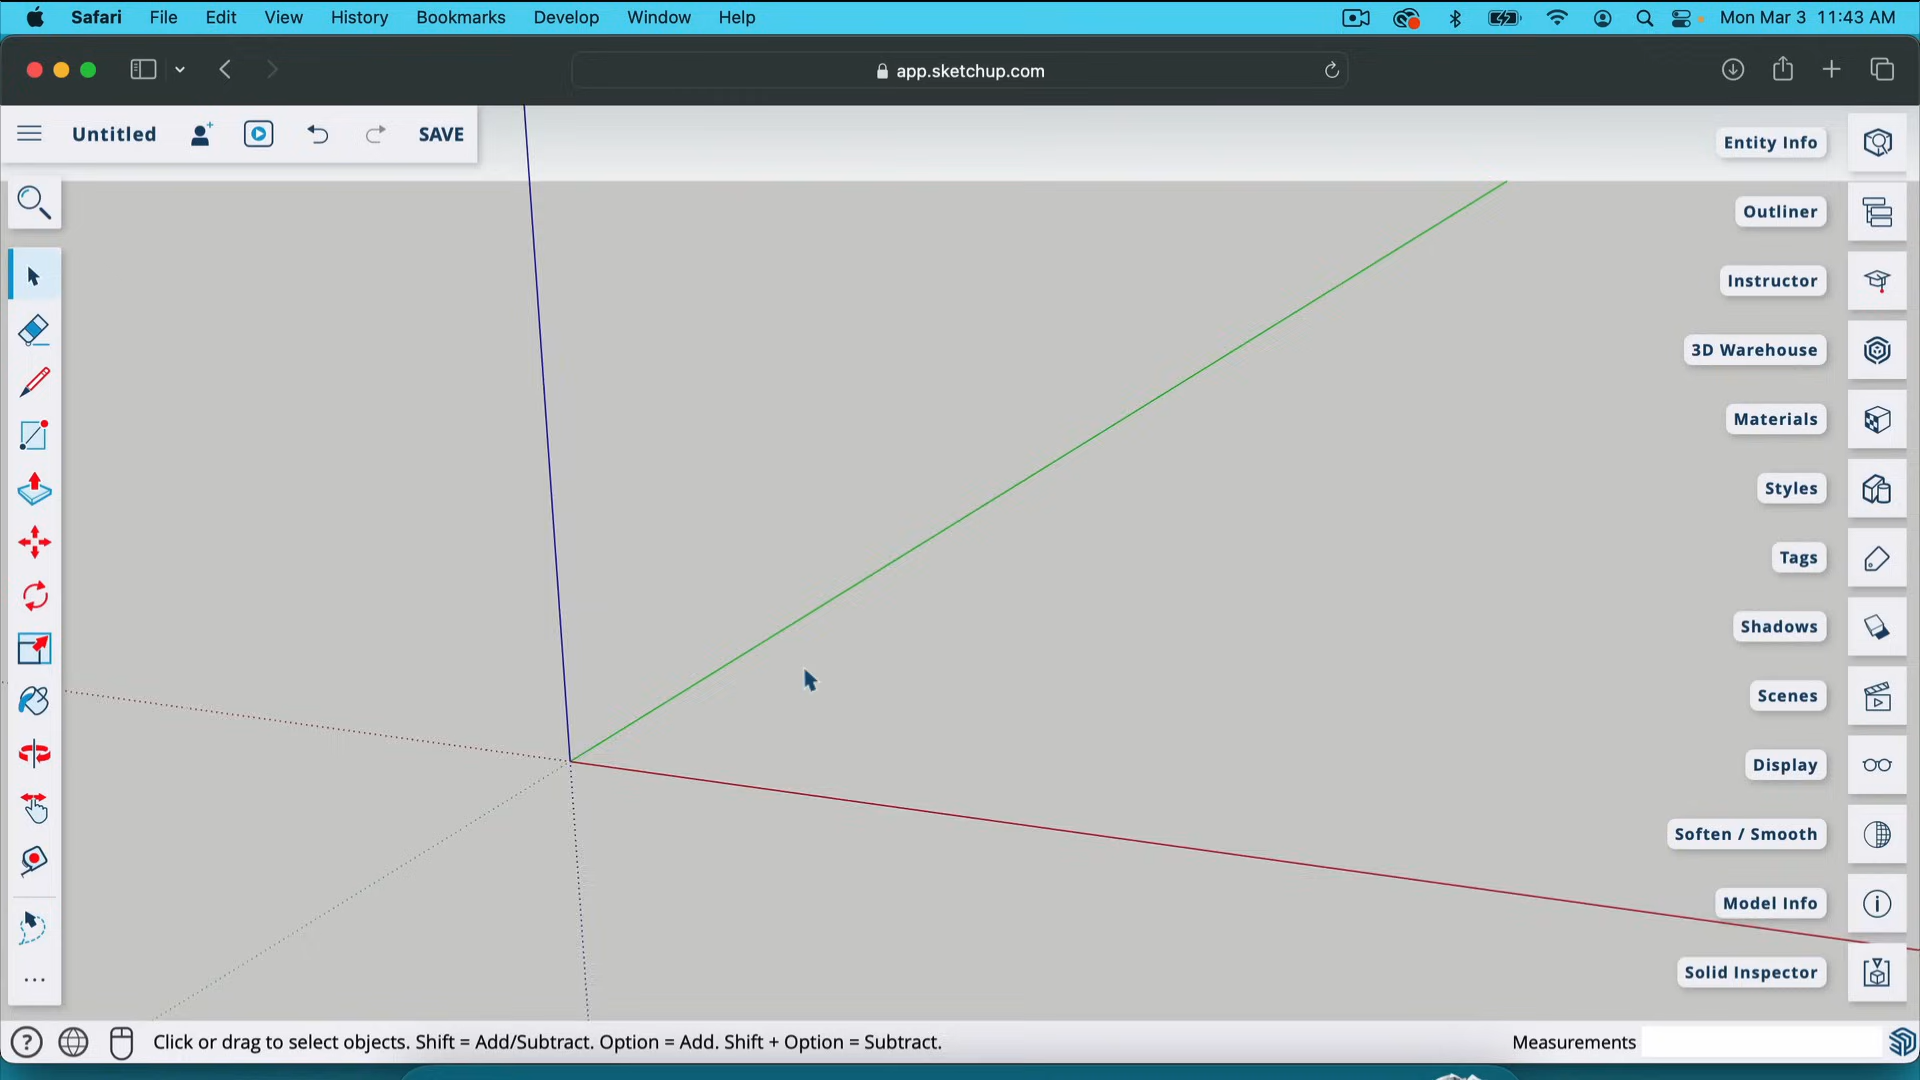 Safari File Edit View History Bookmarks Develop Window Help Mon Mar 3 11:43 AM
app.sketchup.com
Untitled SAVE
Entity Info
Outliner
Instructor
3D Warehouse
Materials
Styles
Tags
Shadows
Scenes
Display
Soften / Smooth
Model Info
Solid Inspector
Click or drag to select objects. Shift = Add/Subtract. Option = Add. Shift + Option = Subtract. Measurements